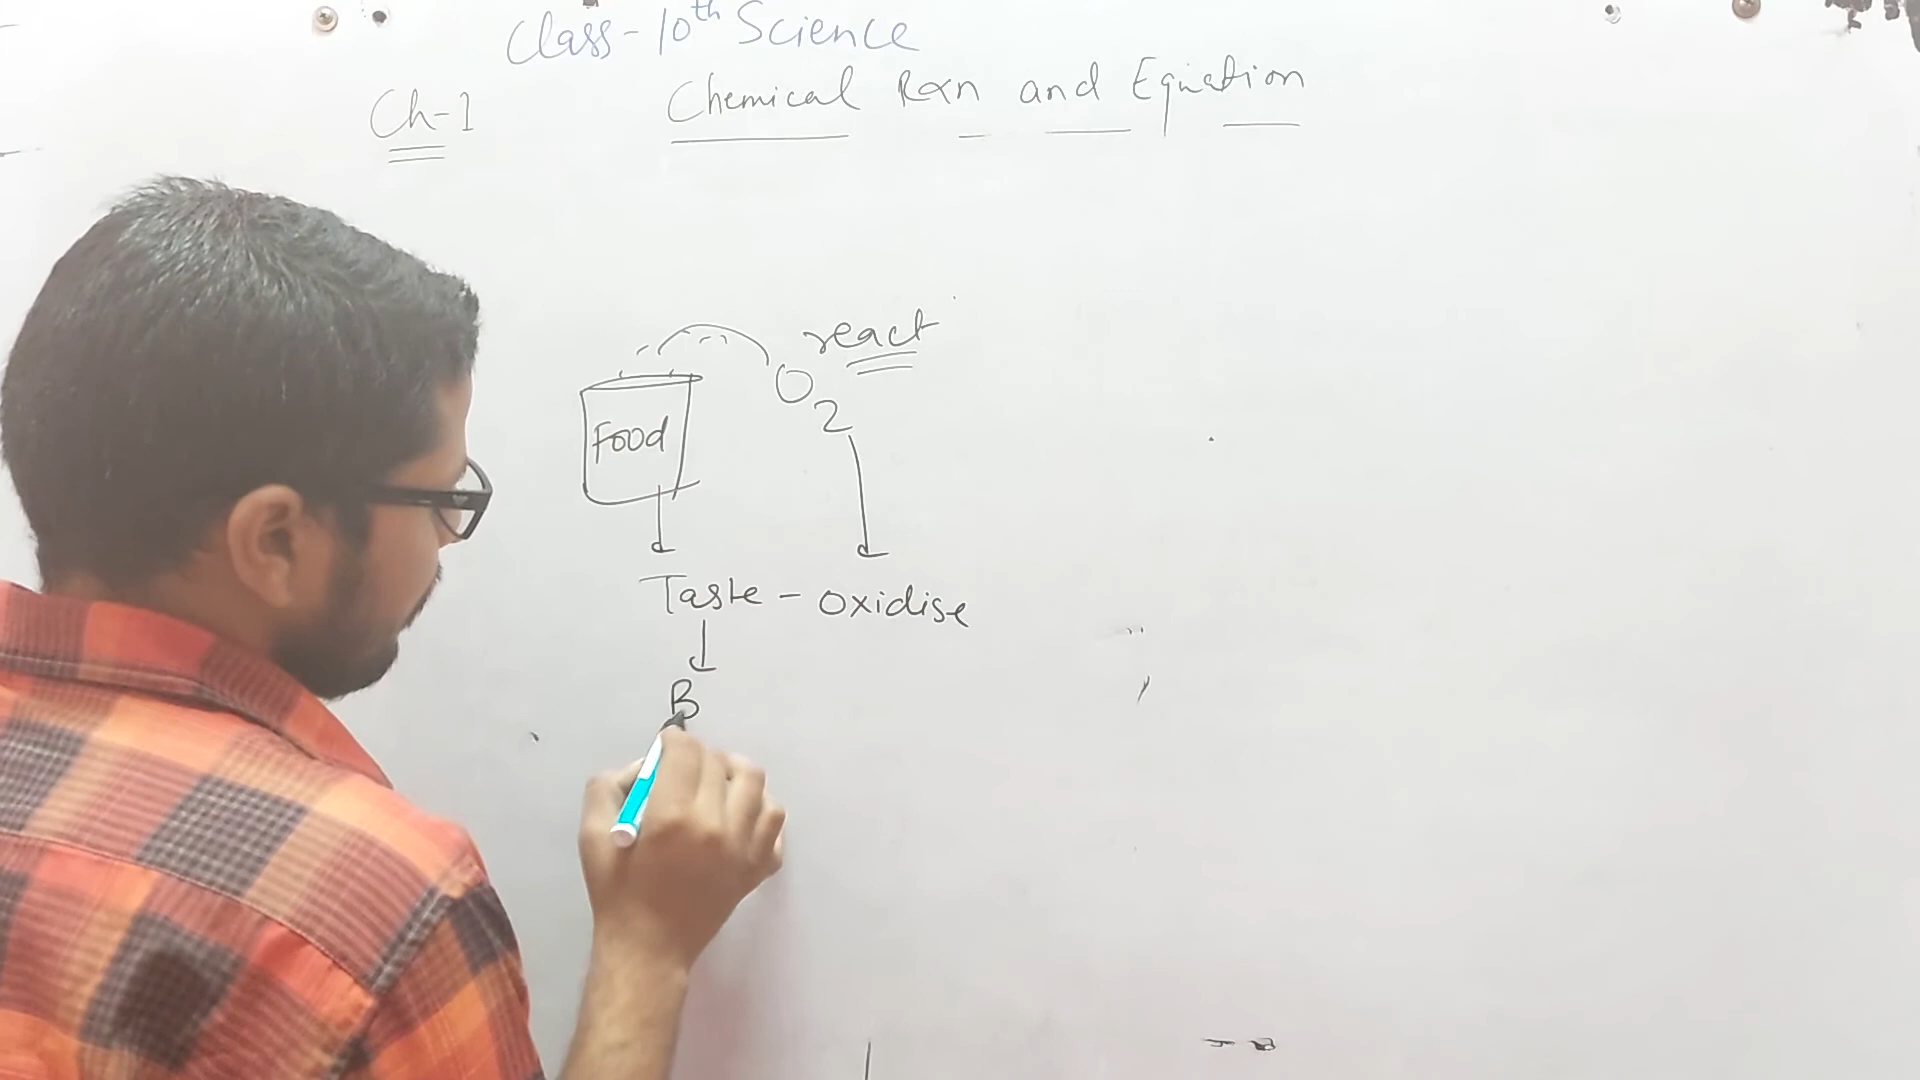 Class-10th Science
Ch-1 Chemical Rxn and Equation
react
O2
Food
Taste - oxidise
B